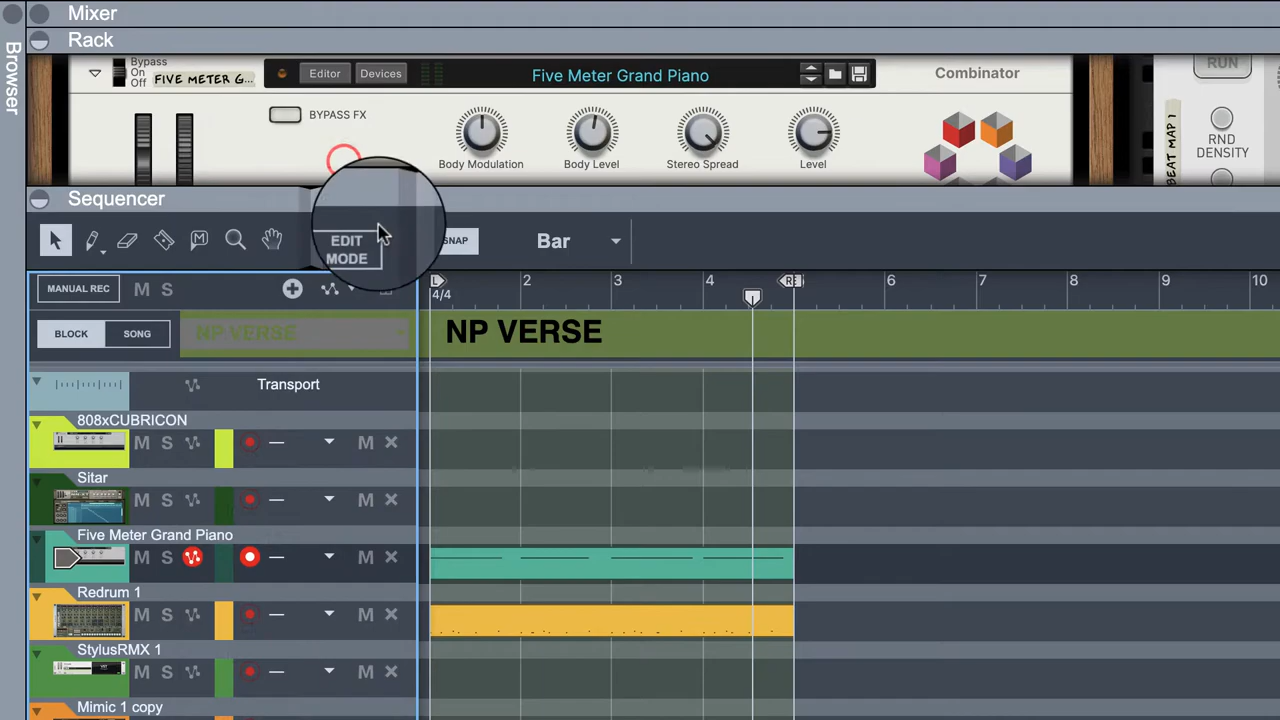 Mixer
Rack
Browser
Bypass
On
Off
FIVE METER G...
Editor
Devices
Five Meter Grand Piano
Combinator
RUN
BYPASS FX
Body Modulation
Body Level
Stereo Spread
Level
BEAT MAP 1
RND
DENSITY
Sequencer
M
EDIT
MODE
SNAP
Bar
MANUAL REC
M S
L
2 3 4 RE 6 7 8 9 10
4/4
BLOCK
SONG
NP VERSE
NP VERSE
Transport
808xCUBRICON
M S M
Sitar
M S M
Five Meter Grand Piano
M S M
Redrum 1
M S M
StylusRMX 1
M S M
Mimic 1 copy